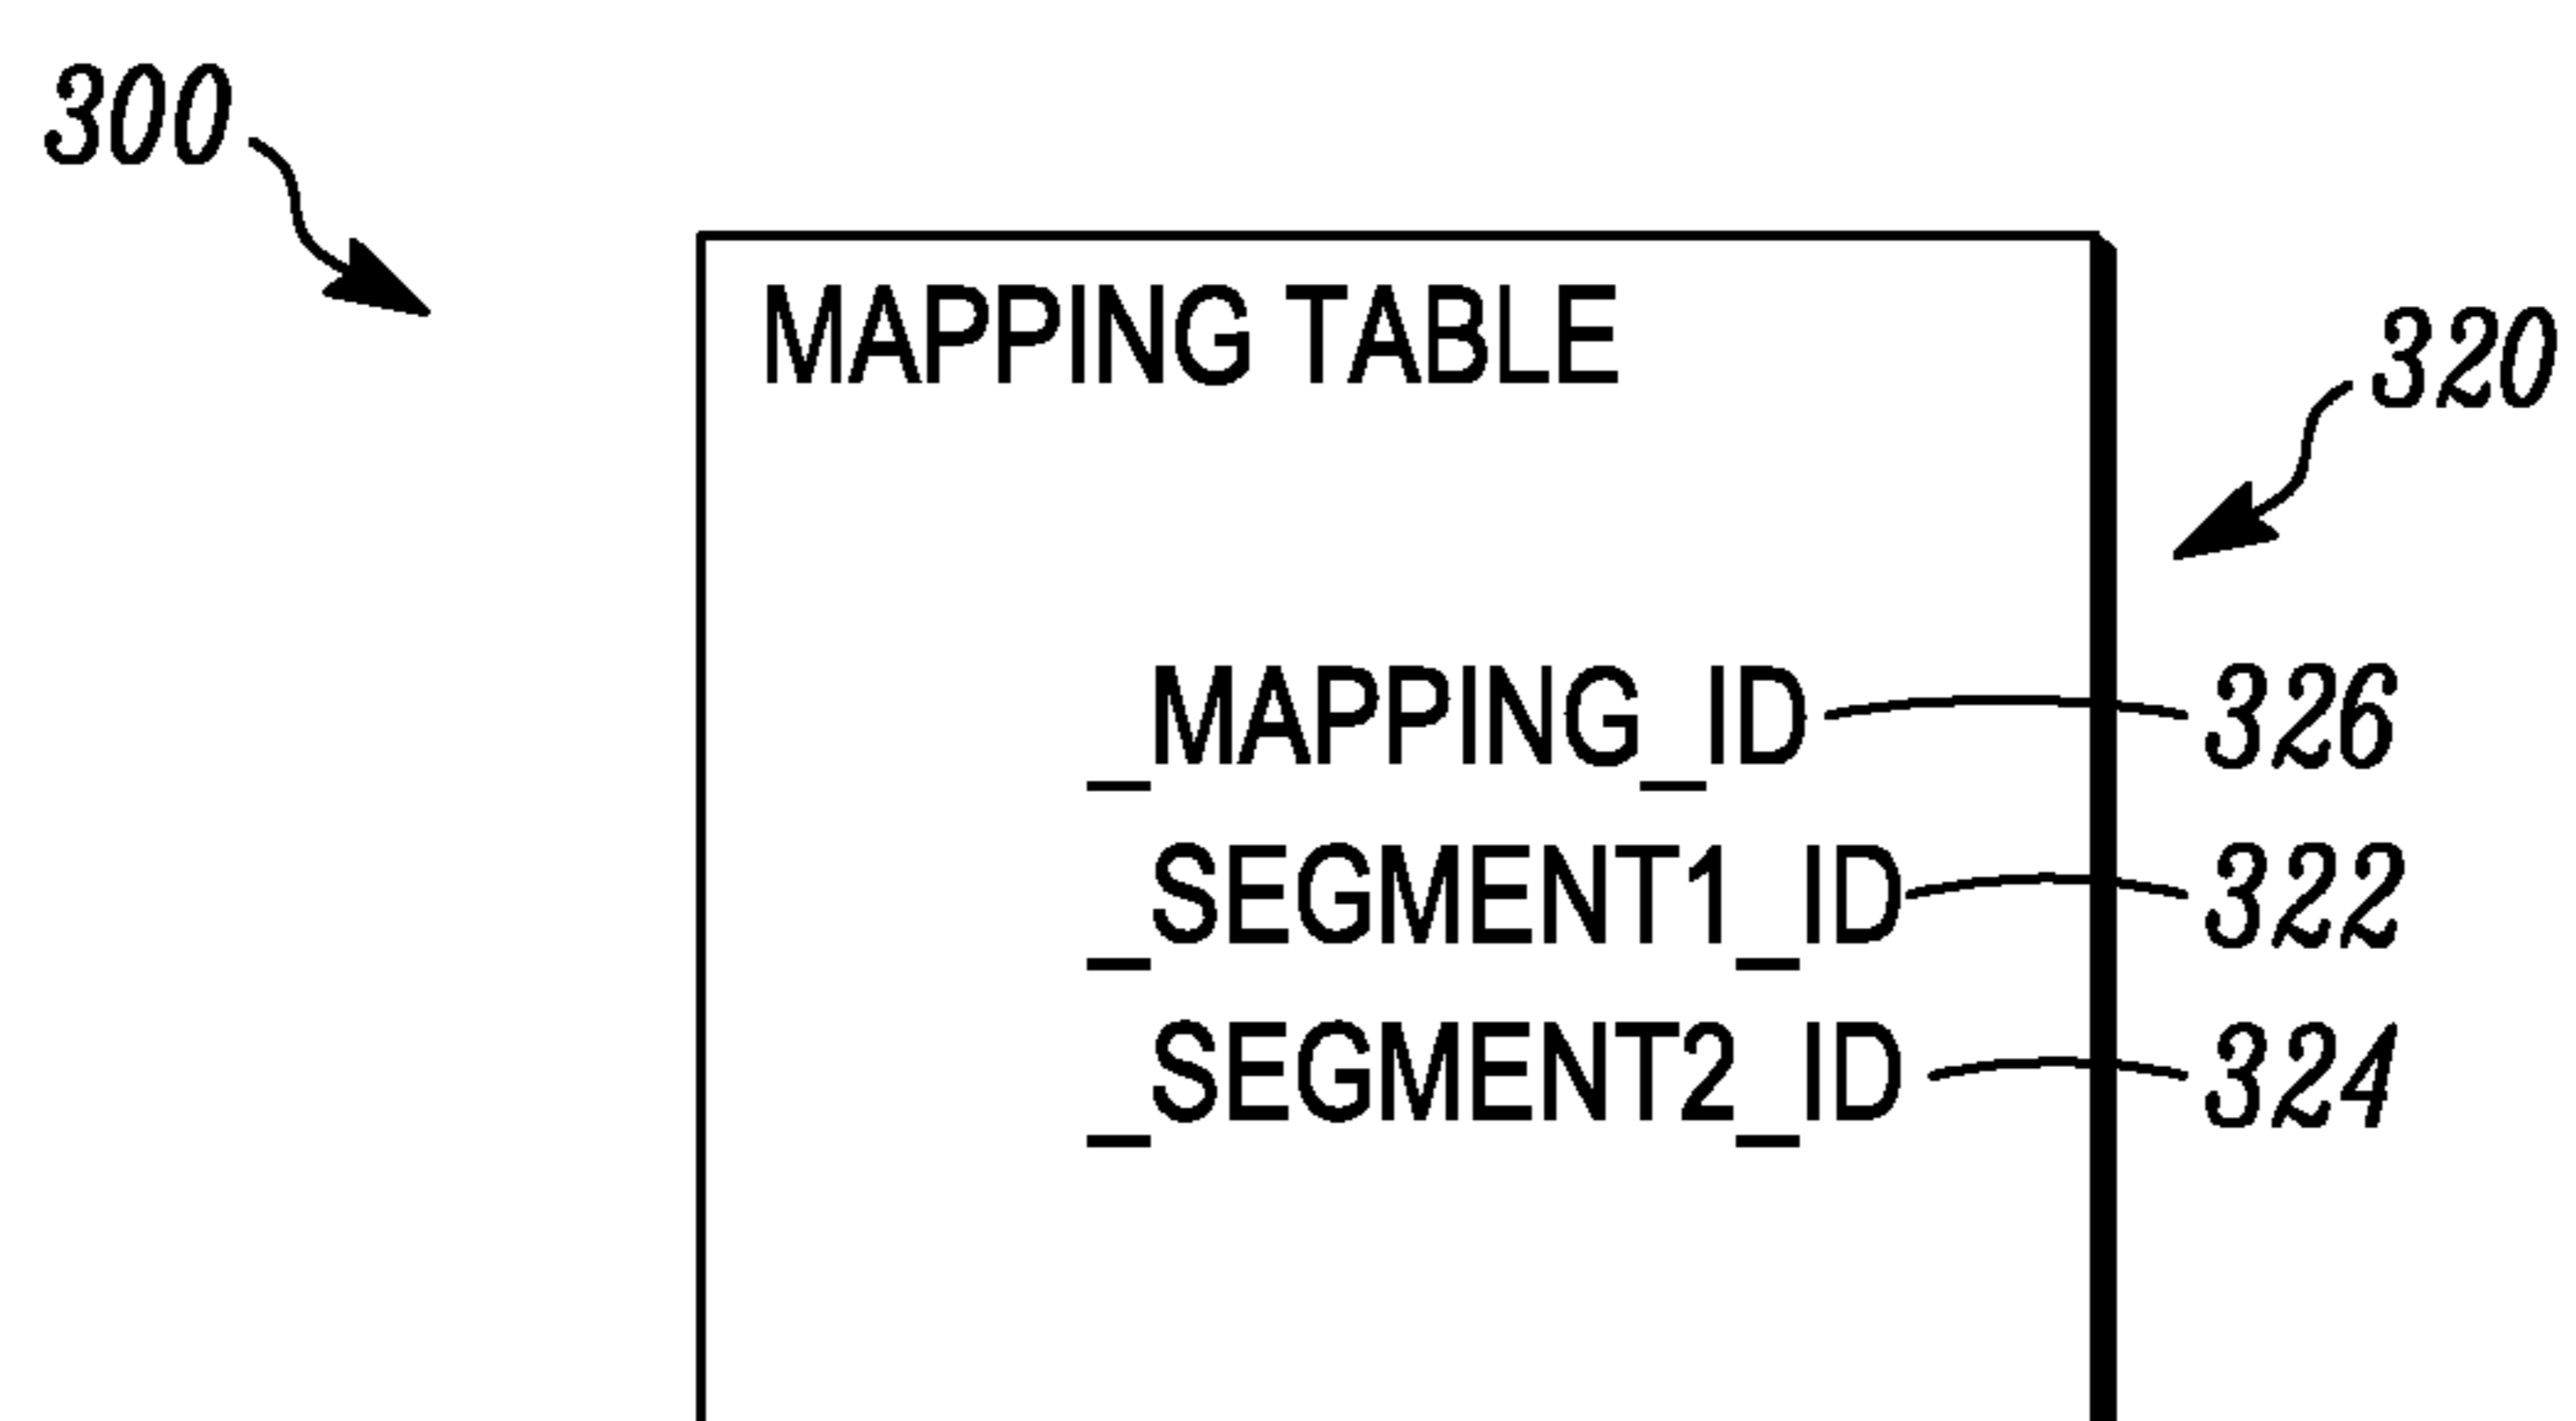 300
MAPPING TABLE
320
_MAPPING_ID 326
_SEGMENT1_ID 322
_SEGMENT2_ID 324